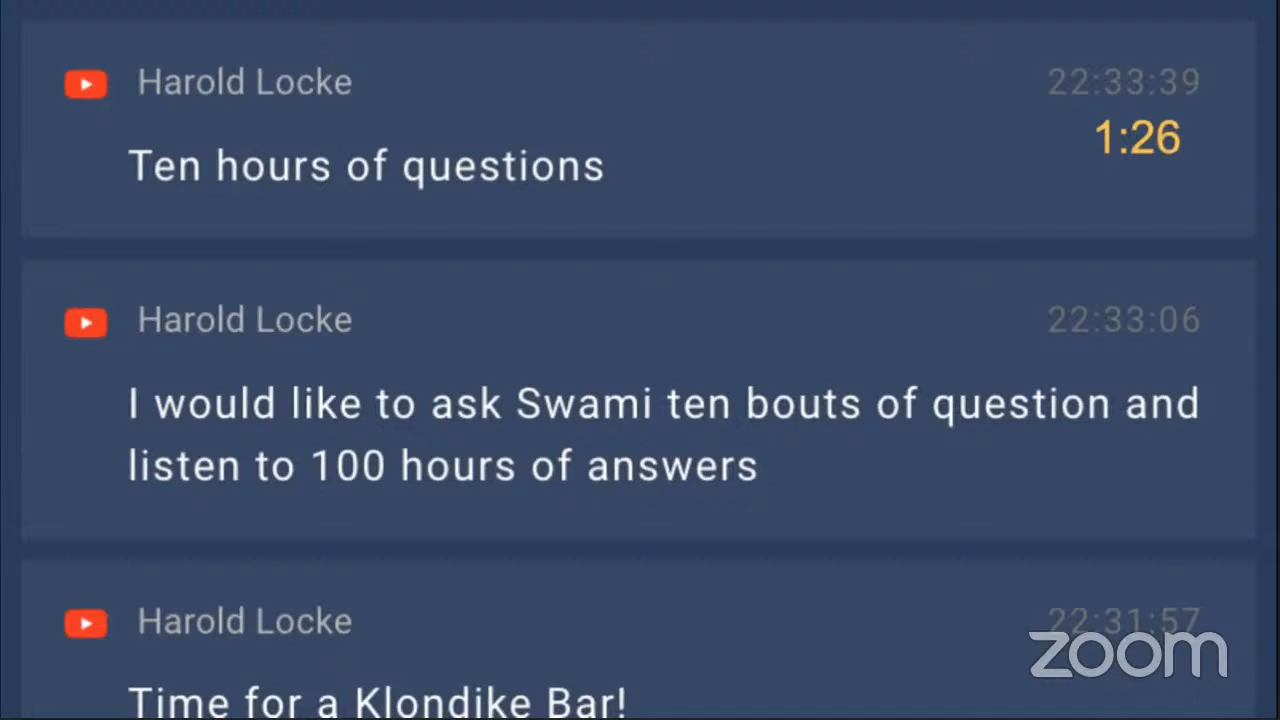 Harold Locke 22:33:39
1:26
Ten hours of questions
Harold Locke 22:33:06
I would like to ask Swami ten bouts of question and
listen to 100 hours of answers
Harold Locke 22:31:57
zoom
Time for a Klondike Bar!